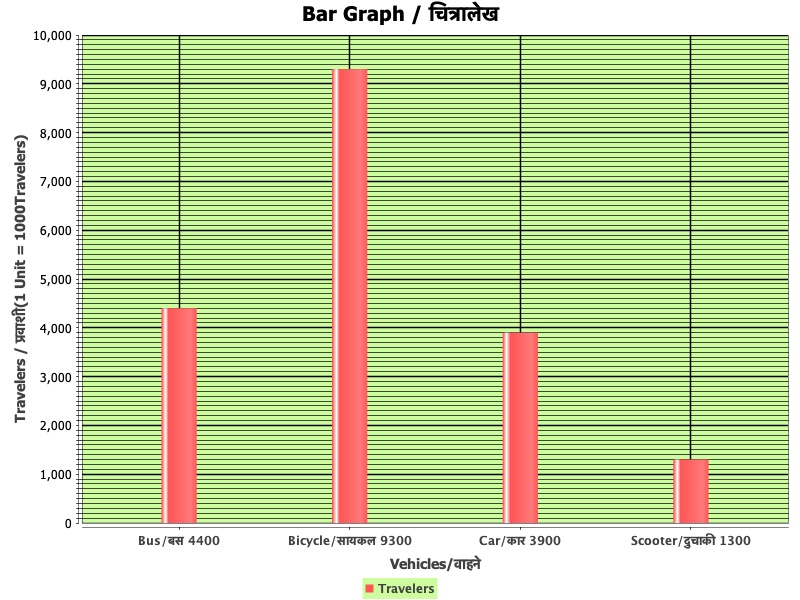 Bar Graph / चित्रालेख
Travelers / प्रवाशी(1 Unit = 1000Travelers)
10,000
9,000
8,000
7,000
6,000
5,000
4,000
3,000
2,000
1,000
0
Bus/बस 4400 Bicycle/सायकल 9300 Car/कार 3900 Scooter/दुचाकी 1300
Vehicles/वाहने
Travelers